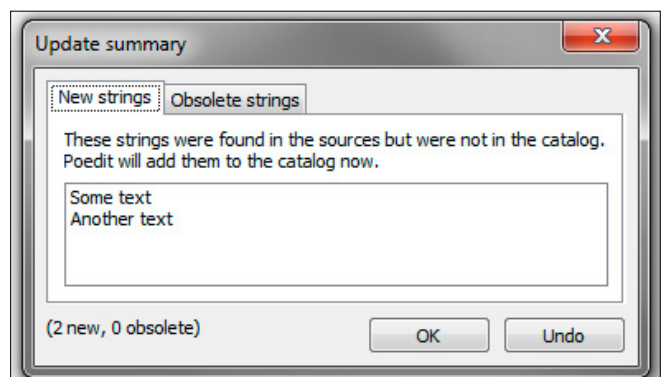 Update summary
New strings
Obsolete strings
These strings were found in the sources but were not in the catalog.
Poedit will add them to the catalog now.
Some text
Another text
(2 new, 0 obsolete)
OK
Undo